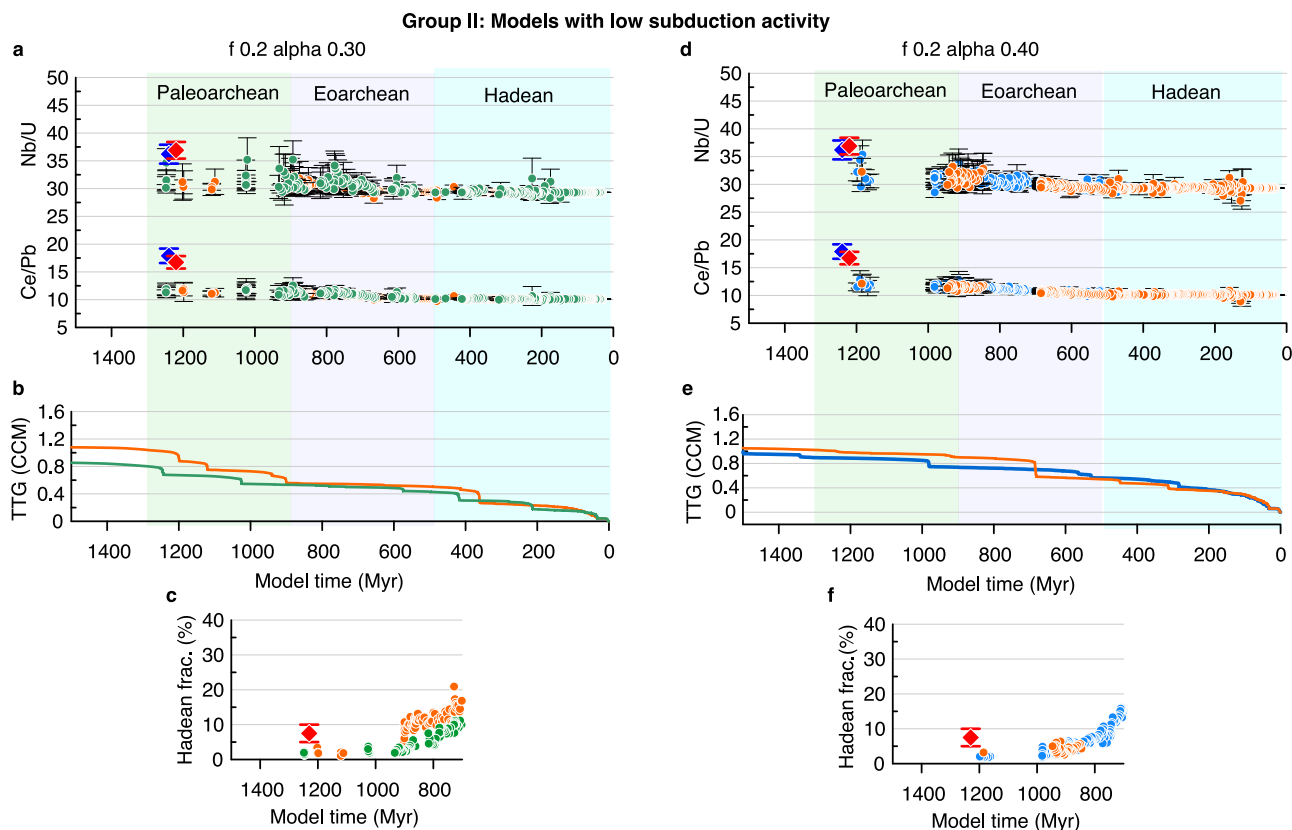 Group II: Models with low subduction activity
a
f 0.2 alpha 0.30
Paleoarchean Eoarchean Hadean
Nb/U
Ce/Pb
50
45
40
35
30
25
20
15
10
5
1400 1200 1000 800 600 400 200 0
b
TTG (CCM)
1.6
1.2
0.8
0.4
0
1400 1200 1000 800 600 400 200 0
Model time (Myr)
c
Hadean frac. (%)
40
30
20
10
0
1400 1200 1000 800
Model time (Myr)
d
f 0.2 alpha 0.40
Paleoarchean Eoarchean Hadean
Nb/U
Ce/Pb
50
45
40
35
30
25
20
15
10
5
1400 1200 1000 800 600 400 200 0
e
TTG (CCM)
1.6
1.2
0.8
0.4
0
1400 1200 1000 800 600 400 200 0
Model time (Myr)
f
Hadean frac.(%)
40
30
20
10
0
1400 1200 1000 800
Model time (Myr)